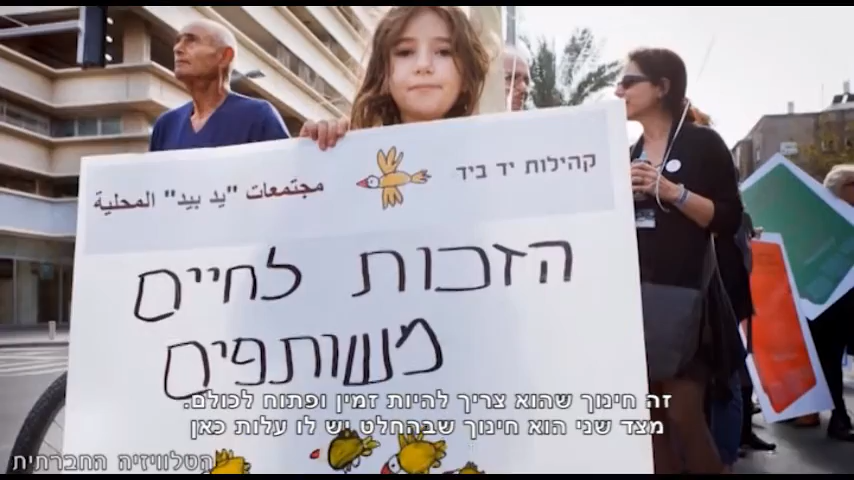 קהילות יד ביד
مجتمعات "يد بيد" المحلية
הזכות לחיים
משותפים
זה חינוך שהוא צריך להיות זמין ופתוח לכולם.
מצד שני הוא חינוך שבהחלט יש לו עלות כאן
הטלוויזיה החברתית